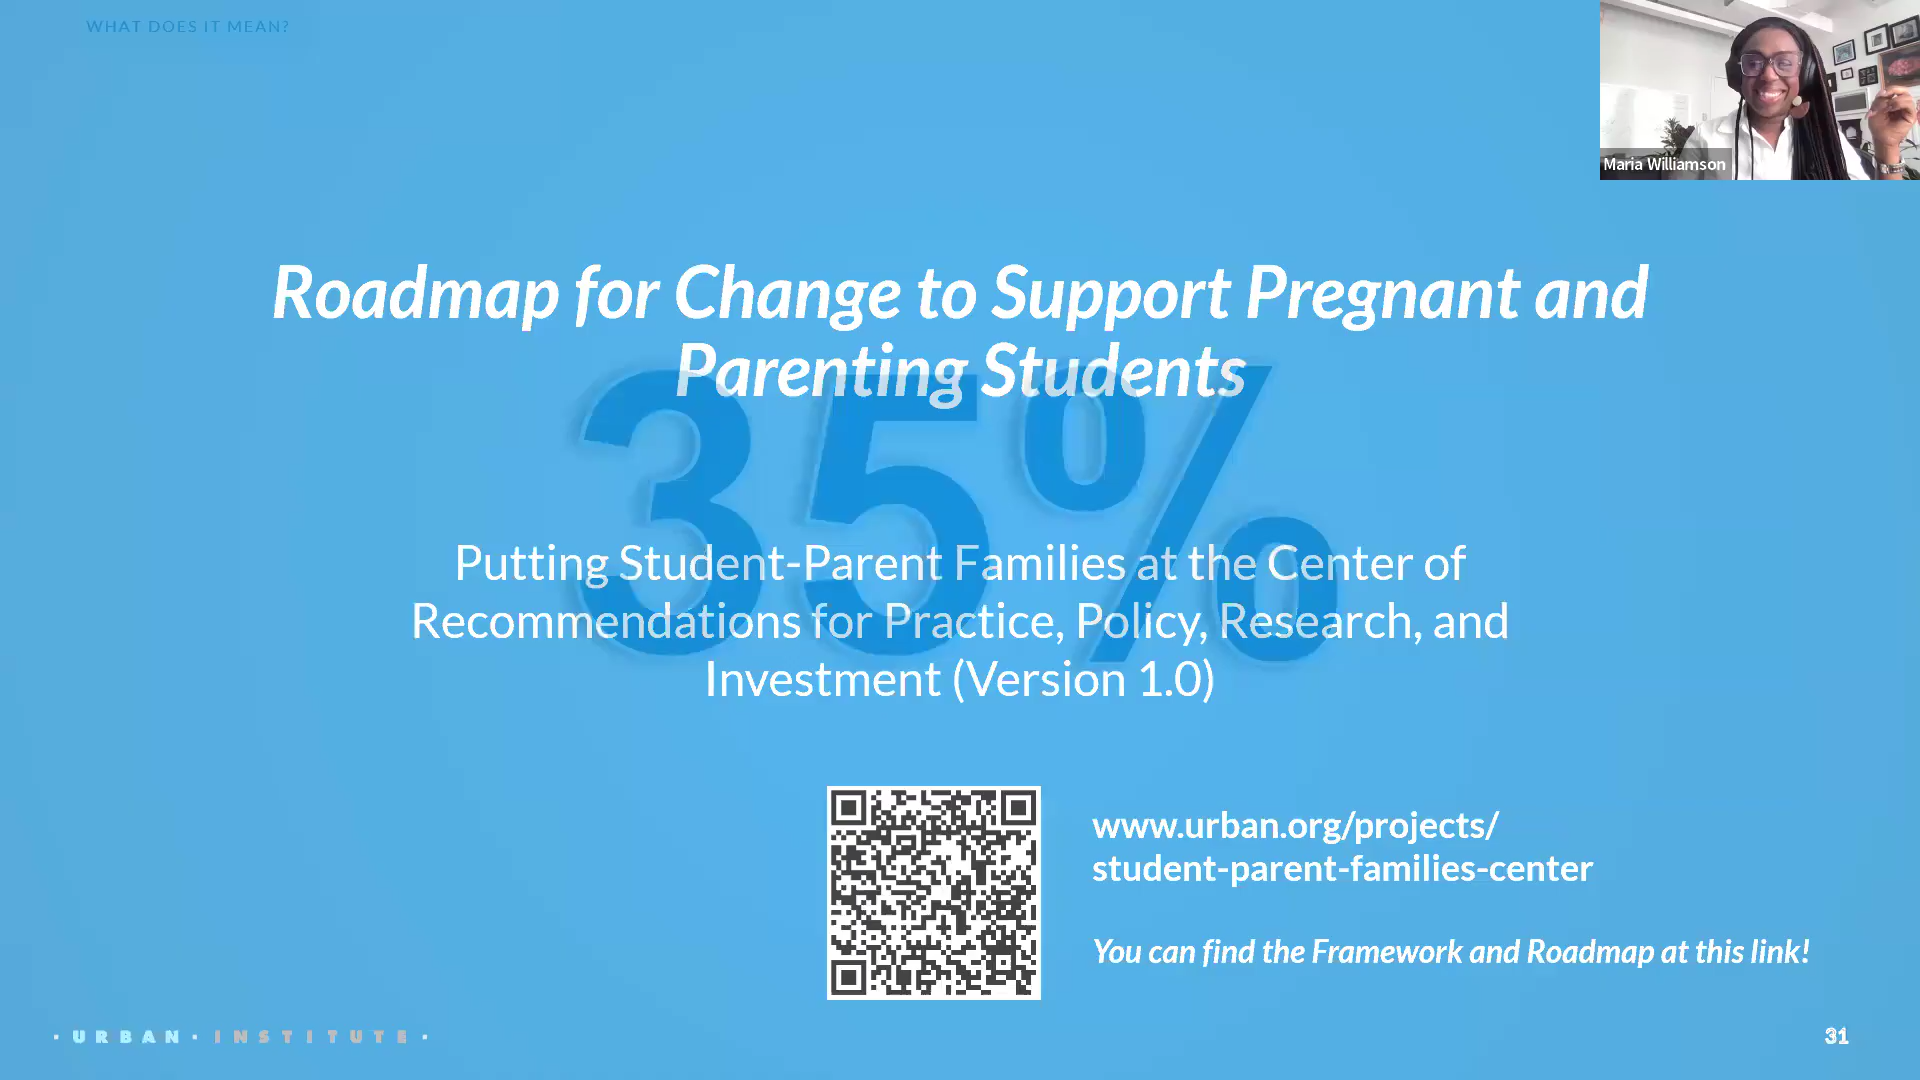 WHAT DOES IT MEAN?
Maria Williamson
Roadmap for Change to Support Pregnant and
Parenting Students
35%
Putting Student-Parent Families at the Center of
Recommendations for Practice, Policy, Research, and
Investment (Version 1.0)
www.urban.org/projects/
student-parent-families-center
You can find the Framework and Roadmap at this link!
· URBAN · INSTITUTE ·
31